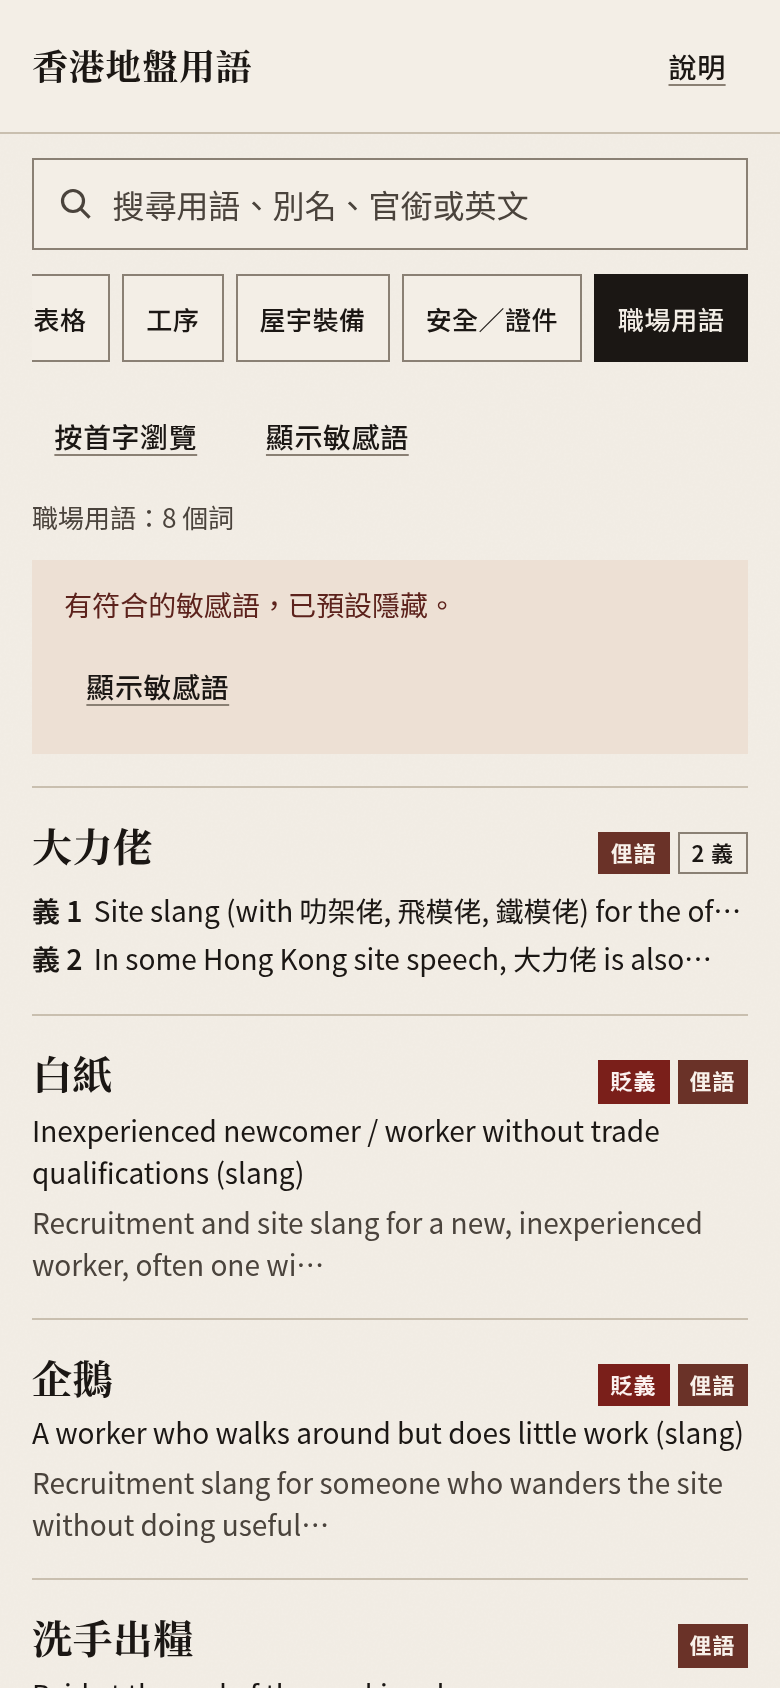 香港地盤用語
說明
搜尋用語、別名、官銜或英文
表格
工序
屋宇裝備
安全／證件
職場用語
按首字瀏覽
顯示敏感語
職場用語：8 個詞
有符合的敏感語，已預設隱藏。
顯示敏感語
大力佬
俚語
2 義
義 1 Site slang (with 叻架佬, 飛模佬, 鐵模佬) for the of…
義 2 In some Hong Kong site speech, 大力佬 is also…
白紙
貶義
俚語
Inexperienced newcomer / worker without trade
qualifications (slang)
Recruitment and site slang for a new, inexperienced
worker, often one wi…
企鵝
貶義
俚語
A worker who walks around but does little work (slang)
Recruitment slang for someone who wanders the site
without doing useful…
洗手出糧
俚語